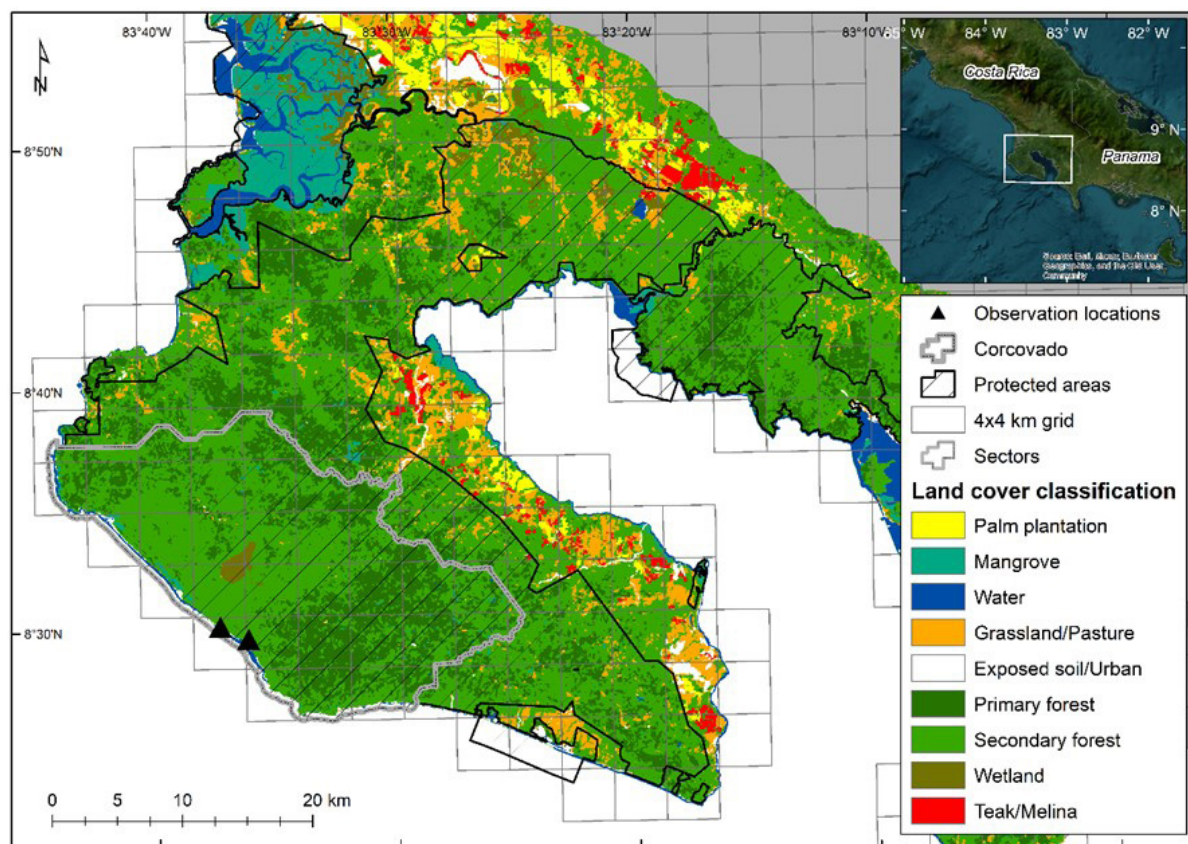 83°40'W
83°30'W
83°20'W
83°10'W
85°W
84°W
83°W
82°W
Costa Rica
9°N
Panama
8°N
Community
N
8°50'N
8°40'N
8°30'N
0 5 10 20 km
Observation locations
Corcovado
Protected areas
4x4 km grid
Sectors
Land cover classification
Palm plantation
Mangrove
Water
Grassland/Pasture
Exposed soil/Urban
Primary forest
Secondary forest
Wetland
Teak/Melina